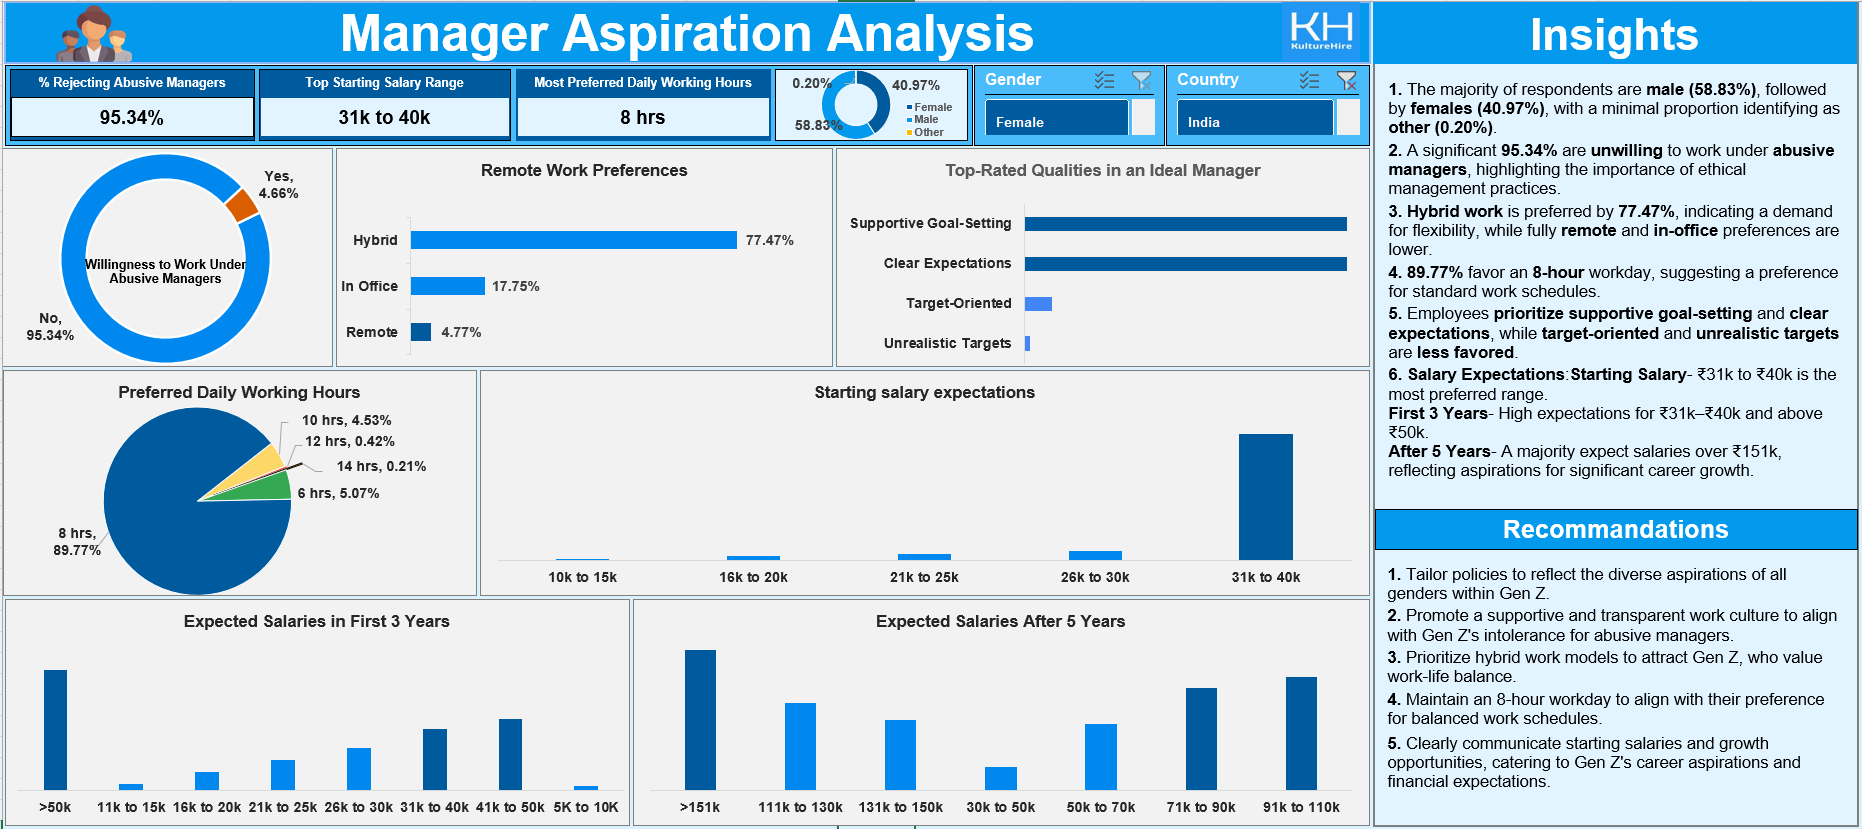 Manager Aspiration Analysis
KH
KultureHire
% Rejecting Abusive Managers
95.34%
Top Starting Salary Range
31k to 40k
Most Preferred Daily Working Hours
8 hrs
0.20%
40.97%
58.83%
Female
Male
Other
Gender
Female
Country
India
Yes,
4.66%
Willingness to Work Under
Abusive Managers
No,
95.34%
Remote Work Preferences
Hybrid
77.47%
In Office
17.75%
Remote
4.77%
Top-Rated Qualities in an Ideal Manager
Supportive Goal-Setting
Clear Expectations
Target-Oriented
Unrealistic Targets
Preferred Daily Working Hours
10 hrs, 4.53%
12 hrs, 0.42%
14 hrs, 0.21%
6 hrs, 5.07%
8 hrs,
89.77%
Starting salary expectations
10k to 15k
16k to 20k
21k to 25k
26k to 30k
31k to 40k
Expected Salaries in First 3 Years
>50k
11k to 15k
16k to 20k
21k to 25k
26k to 30k
31k to 40k
41k to 50k
5K to 10K
Expected Salaries After 5 Years
>151k
111k to 130k
131k to 150k
30k to 50k
50k to 70k
71k to 90k
91k to 110k
Insights
1. The majority of respondents are male (58.83%), followed
by females (40.97%), with a minimal proportion identifying as
other (0.20%).
2. A significant 95.34% are unwilling to work under abusive
managers, highlighting the importance of ethical
management practices.
3. Hybrid work is preferred by 77.47%, indicating a demand
for flexibility, while fully remote and in-office preferences are
lower.
4. 89.77% favor an 8-hour workday, suggesting a preference
for standard work schedules.
5. Employees prioritize supportive goal-setting and clear
expectations, while target-oriented and unrealistic targets
are less favored.
6. Salary Expectations:Starting Salary- ₹31k to ₹40k is the
most preferred range.
First 3 Years- High expectations for ₹31k–₹40k and above
₹50k.
After 5 Years- A majority expect salaries over ₹151k,
reflecting aspirations for significant career growth.
Recommandations
1. Tailor policies to reflect the diverse aspirations of all
genders within Gen Z.
2. Promote a supportive and transparent work culture to align
with Gen Z's intolerance for abusive managers.
3. Prioritize hybrid work models to attract Gen Z, who value
work-life balance.
4. Maintain an 8-hour workday to align with their preference
for balanced work schedules.
5. Clearly communicate starting salaries and growth
opportunities, catering to Gen Z's career aspirations and
financial expectations.